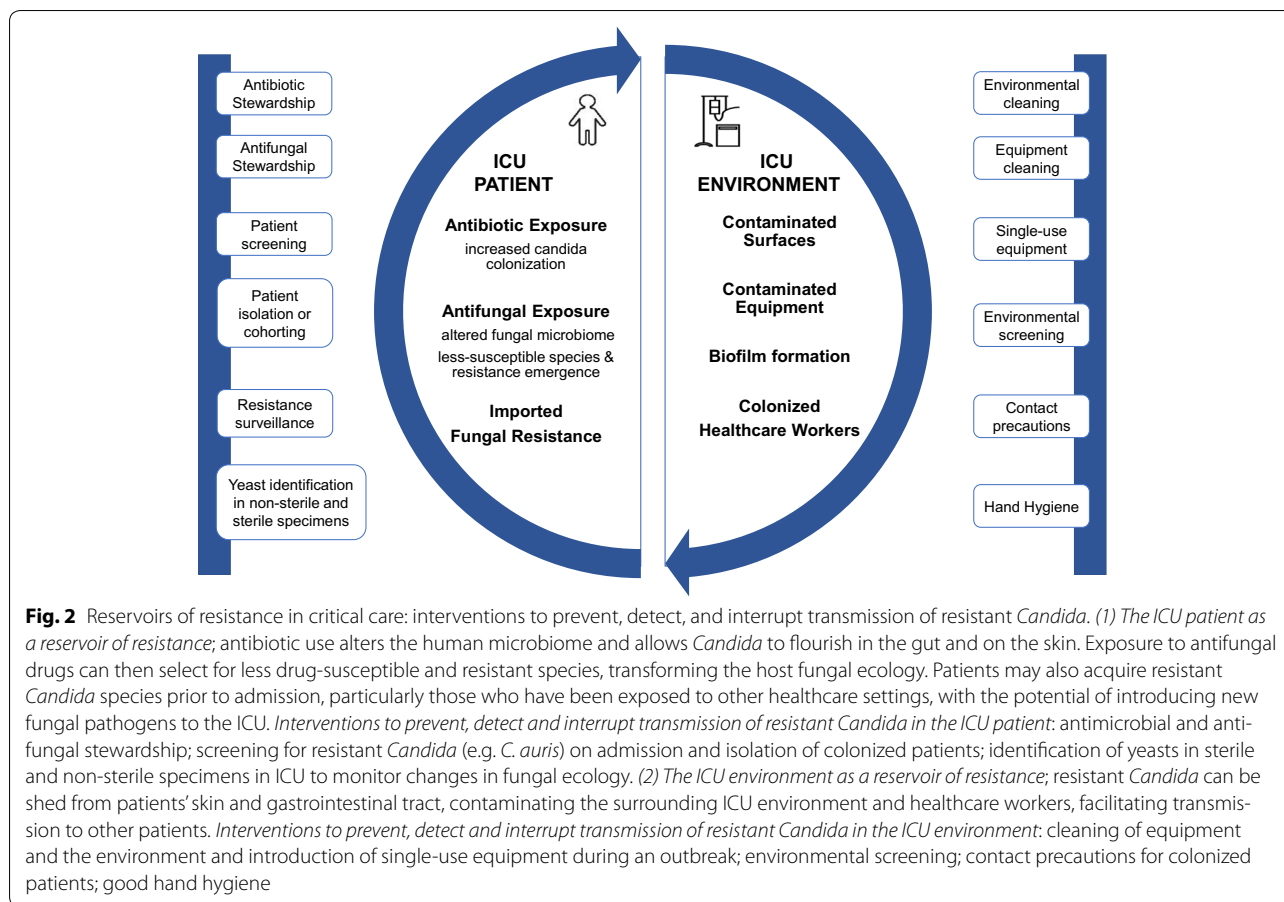 Antibiotic
Stewardship
Antifungal
Stewardship
Patient
screening
Patient
isolation or
cohorting
Resistance
surveillance
Yeast identification
in non-sterile and
sterile specimens
ICU
PATIENT
Antibiotic Exposure
increased candida
colonization
Antifungal Exposure
altered fungal microbiome
less-susceptible species &
resistance emergence
Imported
Fungal Resistance
ICU
ENVIRONMENT
Contaminated
Surfaces
Contaminated
Equipment
Biofilm formation
Colonized
Healthcare Workers
Environmental
cleaning
Equipment
cleaning
Single-use
equipment
Environmental
screening
Contact
precautions
Hand Hygiene
Fig. 2 Reservoirs of resistance in critical care: interventions to prevent, detect, and interrupt transmission of resistant Candida. (1) The ICU patient as
a reservoir of resistance; antibiotic use alters the human microbiome and allows Candida to flourish in the gut and on the skin. Exposure to antifungal
drugs can then select for less drug-susceptible and resistant species, transforming the host fungal ecology. Patients may also acquire resistant
Candida species prior to admission, particularly those who have been exposed to other healthcare settings, with the potential of introducing new
fungal pathogens to the ICU. Interventions to prevent, detect and interrupt transmission of resistant Candida in the ICU patient: antimicrobial and anti-
fungal stewardship; screening for resistant Candida (e.g. C. auris) on admission and isolation of colonized patients; identification of yeasts in sterile
and non-sterile specimens in ICU to monitor changes in fungal ecology. (2) The ICU environment as a reservoir of resistance; resistant Candida can be
shed from patients' skin and gastrointestinal tract, contaminating the surrounding ICU environment and healthcare workers, facilitating transmis-
sion to other patients. Interventions to prevent, detect and interrupt transmission of resistant Candida in the ICU environment: cleaning of equipment
and the environment and introduction of single-use equipment during an outbreak; environmental screening; contact precautions for colonized
patients; good hand hygiene